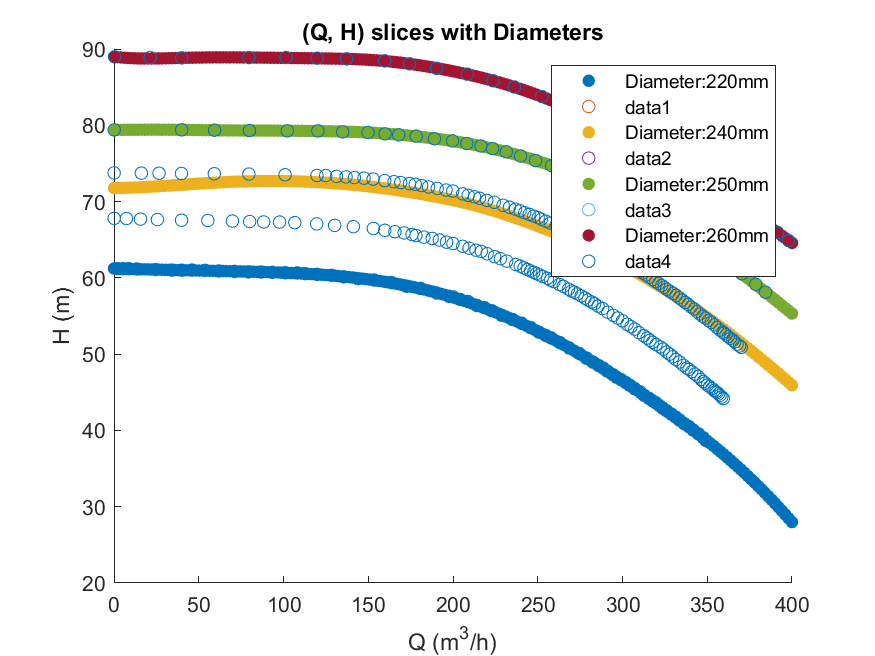 (Q, H) slices with Diameters
90
80
70
60
50
40
30
20
H (m)
Diameter:220mm
data1
Diameter:240mm
data2
Diameter:250mm
data3
Diameter:260mm
data4
0 50 100 150 200 250 300 350 400
Q (m³/h)